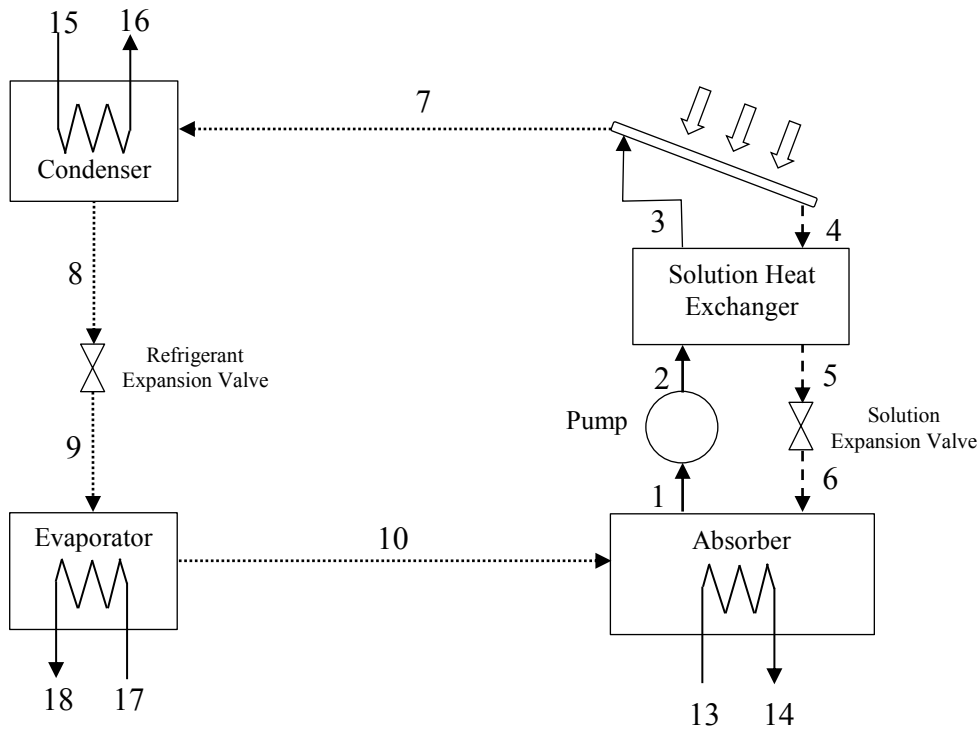 15
16
7
Condenser
3
4
8
Solution Heat
Exchanger
Refrigerant
Expansion Valve
2
5
Pump
Solution
Expansion Valve
9
1
6
Evaporator
10
Absorber
18
17
13
14